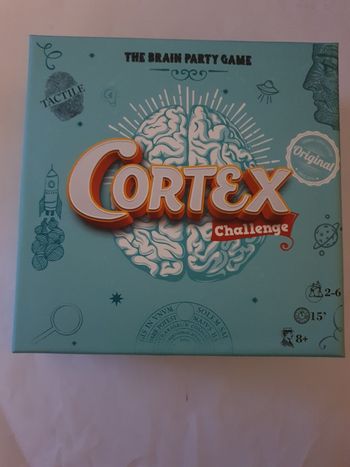 THE BRAIN PARTY GAME
TACTILE
Original
CORTEX
Challenge
2-6
15'
8+